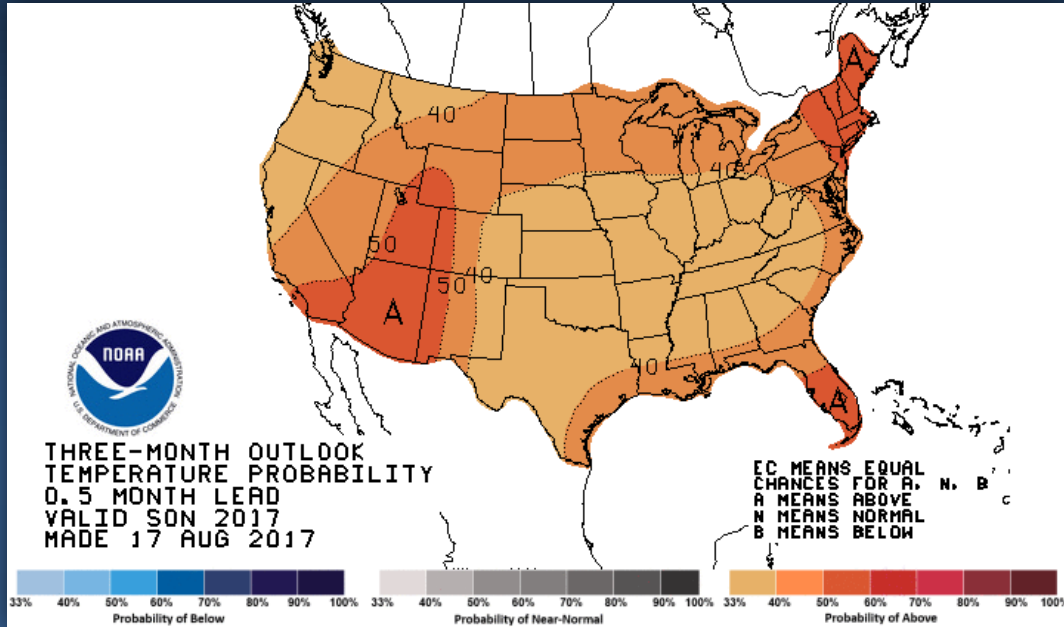 A
40
40
50
50
40
A
40
A
NOAA
NATIONAL OCEANIC AND ATMOSPHERIC ADMINISTRATION
U.S. DEPARTMENT OF COMMERCE
THREE-MONTH OUTLOOK
TEMPERATURE PROBABILITY
0.5 MONTH LEAD
VALID SON 2017
MADE 17 AUG 2017
EC MEANS EQUAL
CHANCES FOR A, N, B
A MEANS ABOVE
N MEANS NORMAL
B MEANS BELOW
33% 40% 50% 60% 70% 80% 90% 100%
Probability of Below
33% 40% 50% 60% 70% 80% 90% 100%
Probability of Near-Normal
33% 40% 50% 60% 70% 80% 90% 100%
Probability of Above